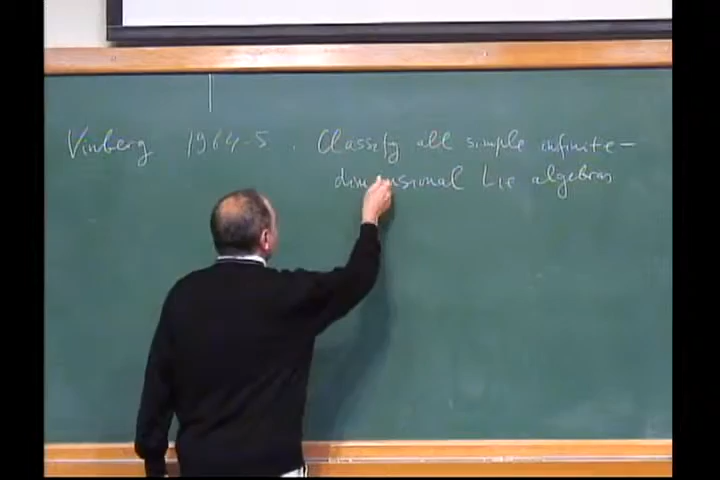 Vinberg 1964-5. Classify all simple infinite-
dimensional Lie algebras